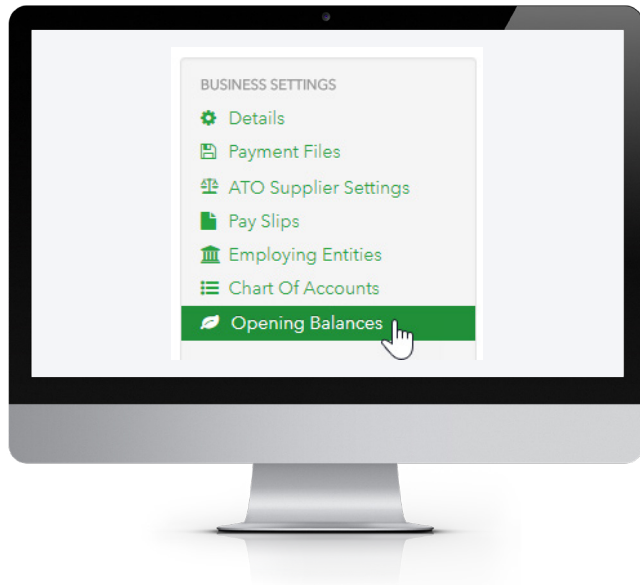 BUSINESS SETTINGS
Details
Payment Files
ATO Supplier Settings
Pay Slips
Employing Entities
Chart Of Accounts
Opening Balances